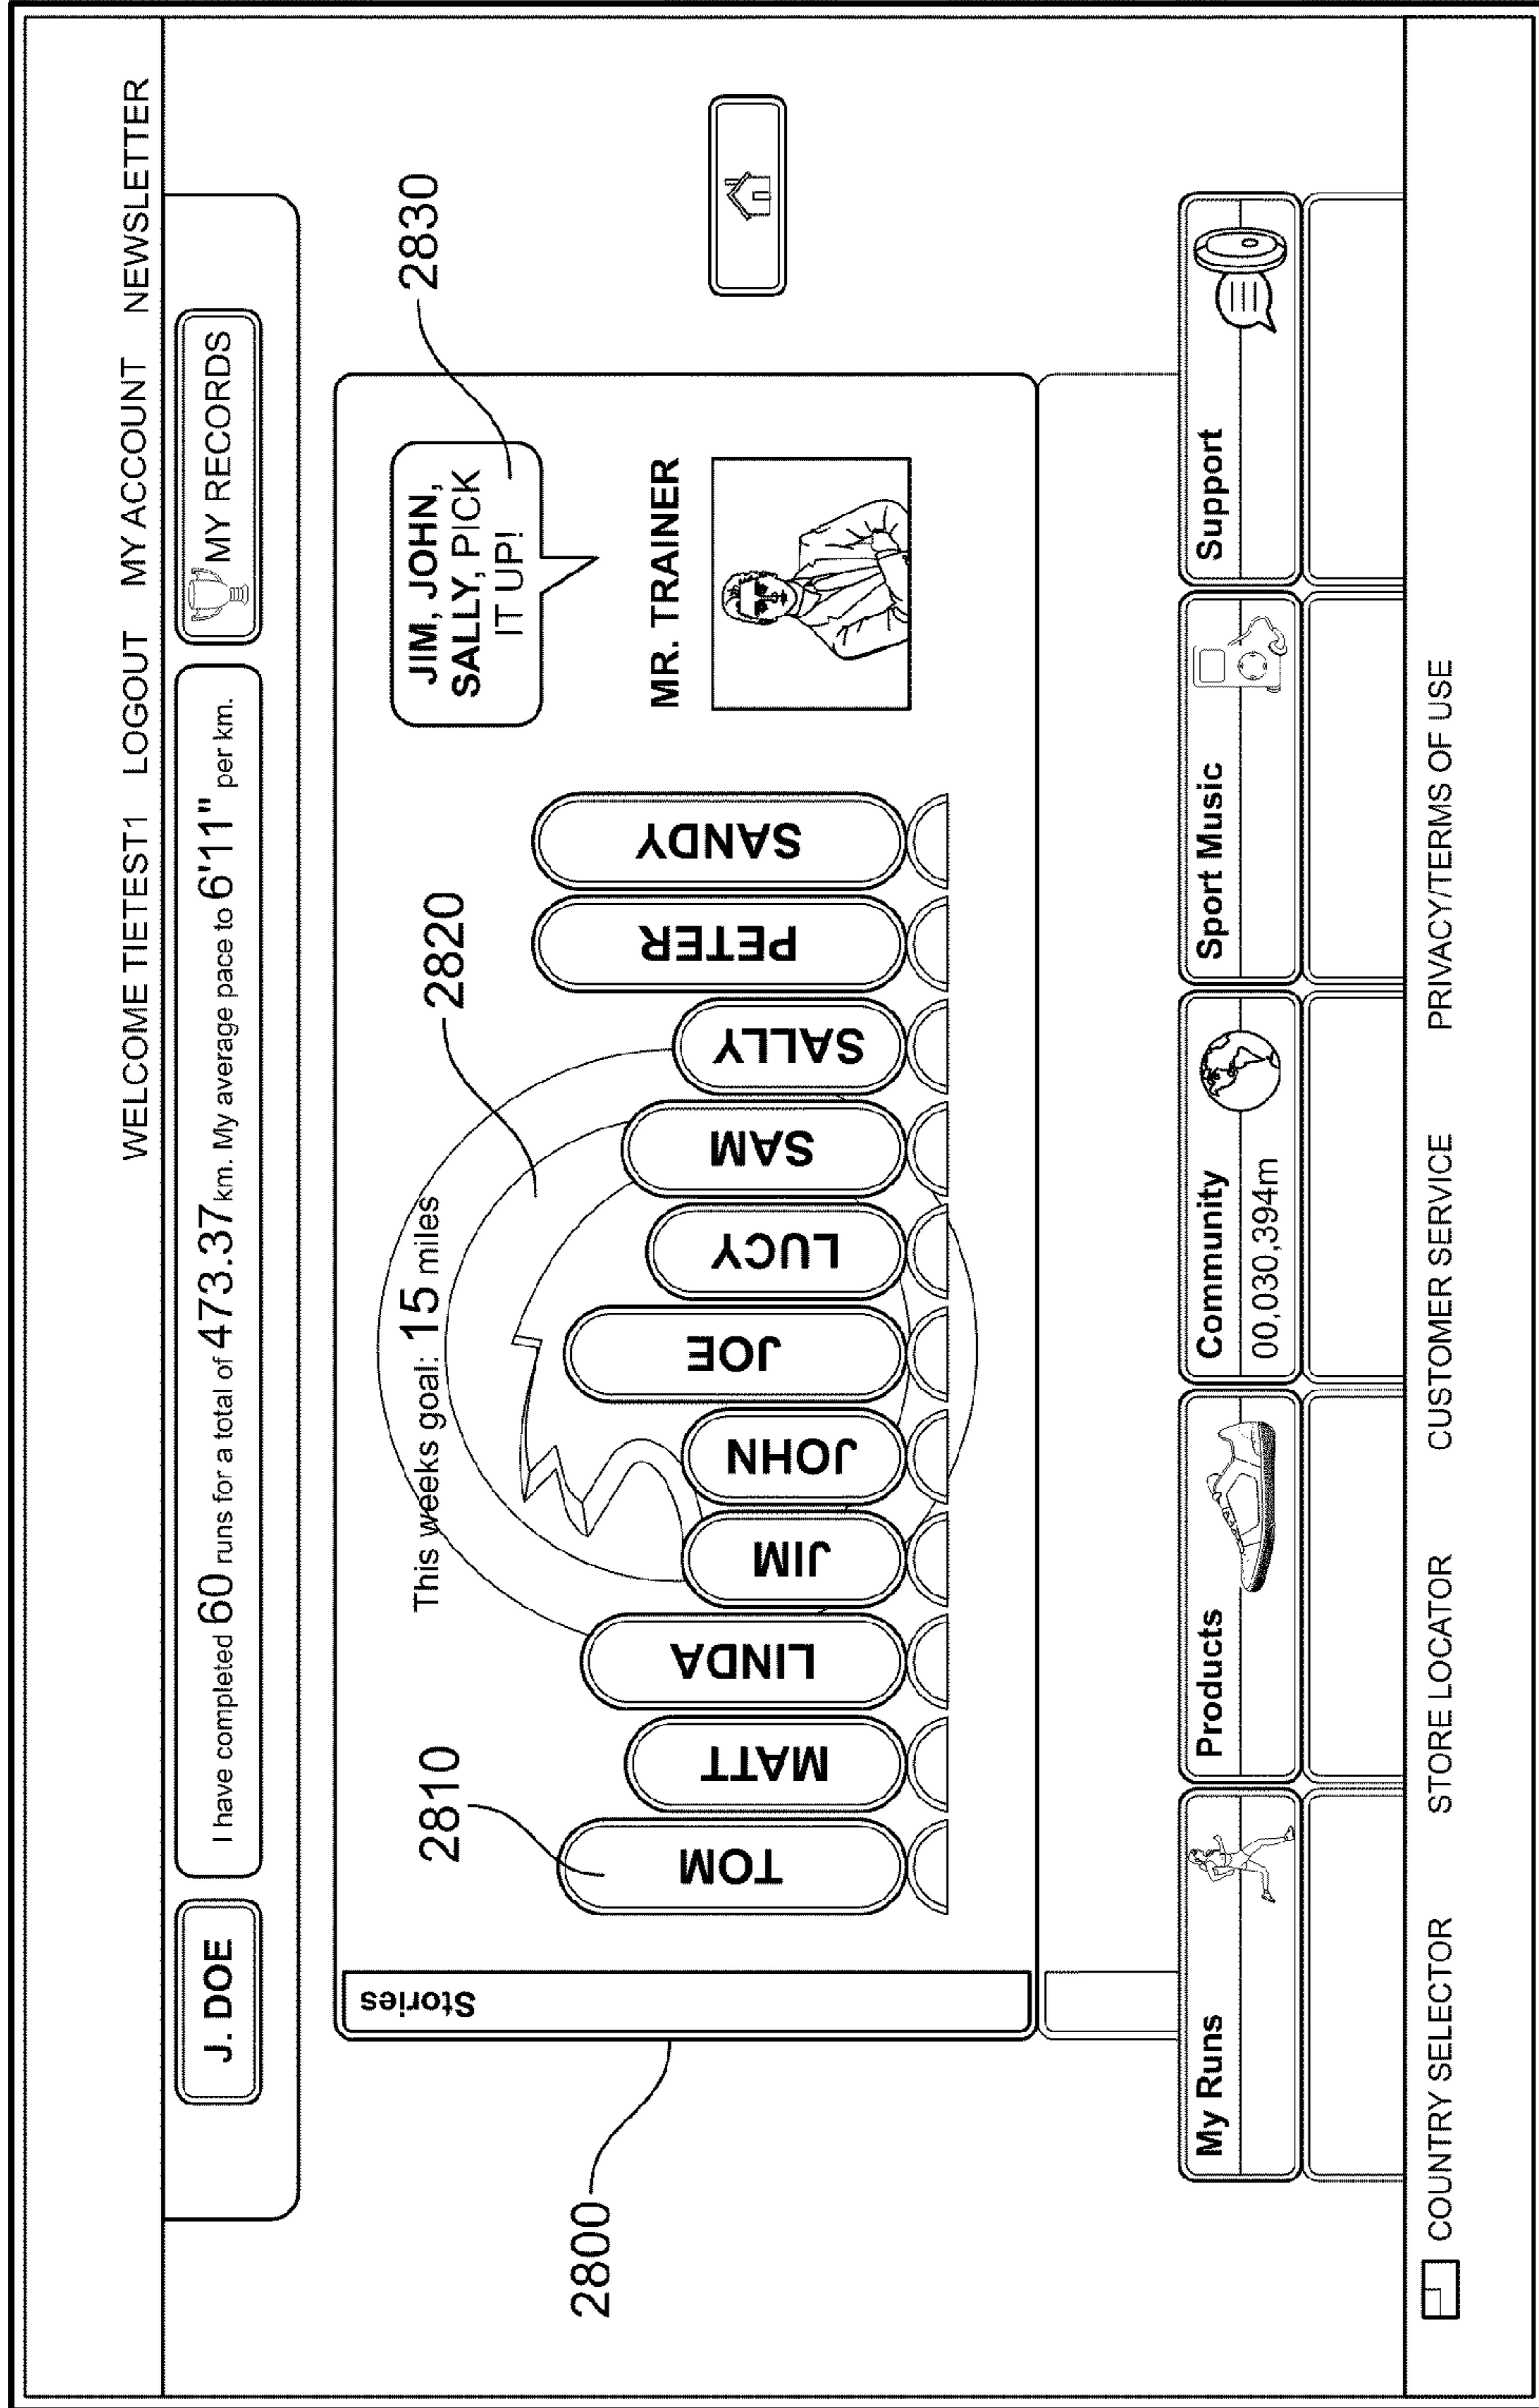 WELCOME TIETEST1 LOGOUT MY ACCOUNT NEWSLETTER
J. DOE
I have completed 60 runs for a total of 473.37 km. My average pace to 6'11" per km.
MY RECORDS
2800
Stories
2810
This weeks goal: 15 miles
2820
2830
JIM, JOHN,
SALLY, PICK
IT UP!
MR. TRAINER
TOM
MATT
LINDA
JIM
JOHN
JOE
LUCY
SAM
SALLY
PETER
SANDY
My Runs
Products
Community
00,030,394m
Sport Music
Support
COUNTRY SELECTOR STORE LOCATOR CUSTOMER SERVICE PRIVACY/TERMS OF USE